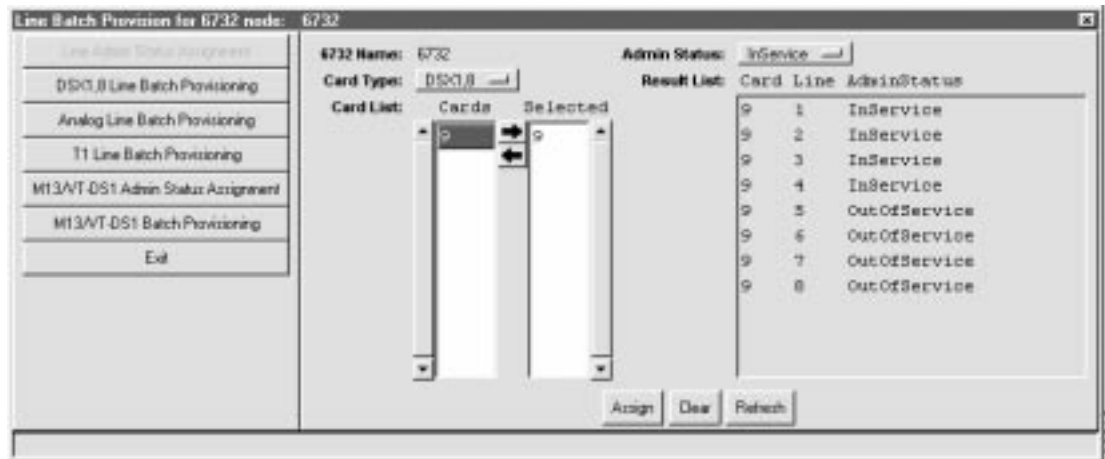 Line Batch Provision for 6732 node: 6732
Line Admin Status Assignment
DSX1,8 Line Batch Provisioning
Analog Line Batch Provisioning
T1 Line Batch Provisioning
M13/VT-DS1 Admin Status Assignment
M13/VT-DS1 Batch Provisioning
Exit
6732 Name: 6732
Card Type: DSX1,8
Card List: Cards Selected
9 9
Admin Status: InService
Result List: Card Line AdminStatus
9 1 InService
9 2 InService
9 3 InService
9 4 InService
9 5 OutOfService
9 6 OutOfService
9 7 OutOfService
9 8 OutOfService
Assign Clear Refresh